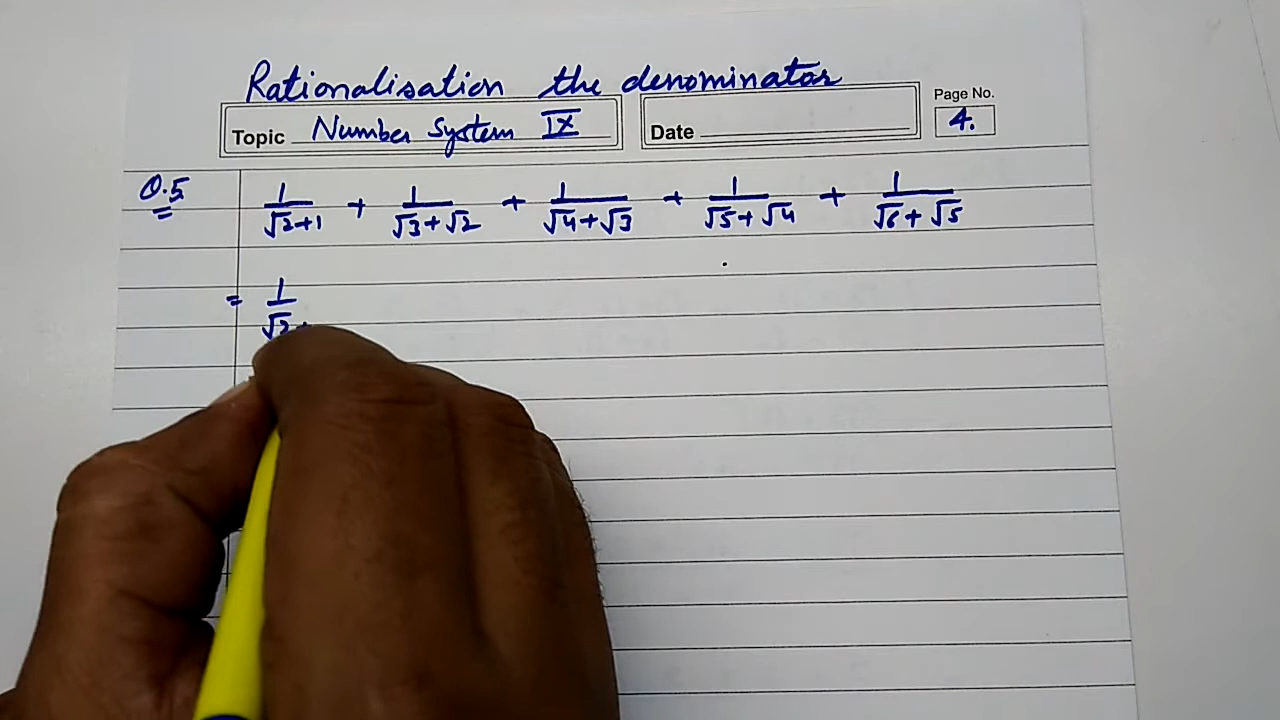 Rationalisation the denominator
Topic Number System IX Date Page No. 4.
Q.5 1/(√2+1) + 1/(√3+√2) + 1/(√4+√3) + 1/(√5+√4) + 1/(√6+√5)
= 1/(√2+